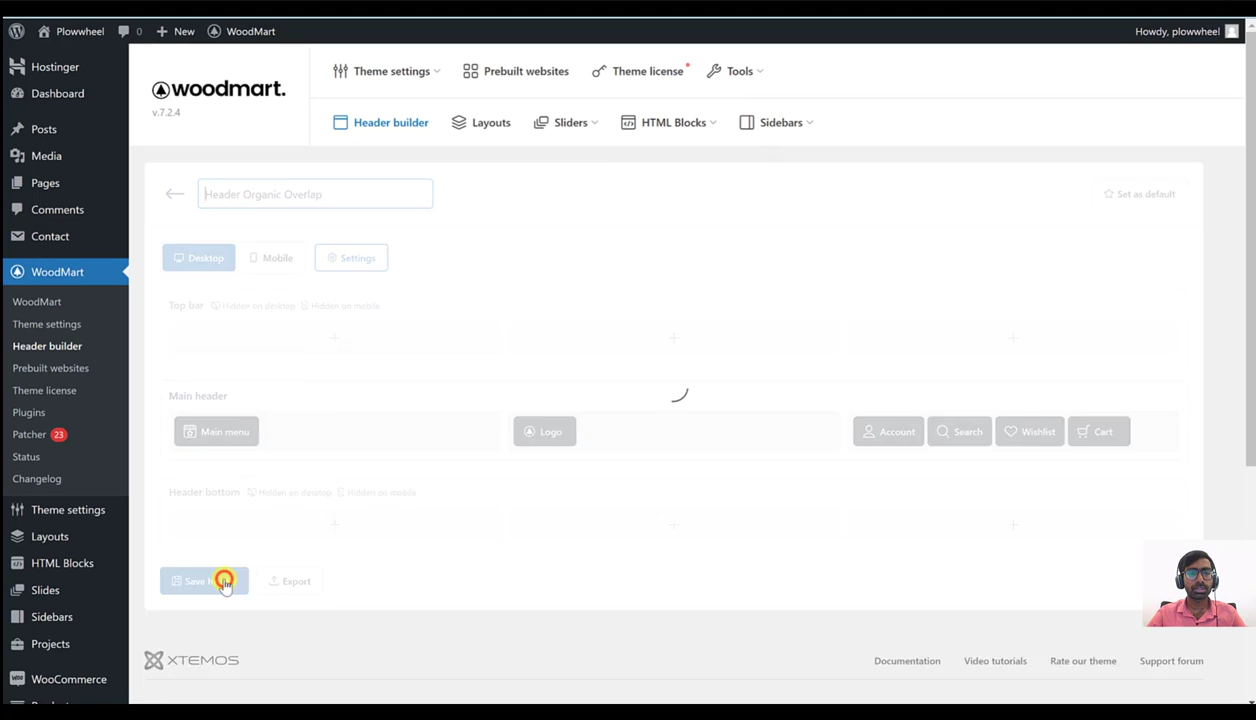 Plowwheel 0 New WoodMart Howdy, plowwheel
Hostinger
Dashboard
Posts
Media
Pages
Comments
Contact
WoodMart
WoodMart
Theme settings
Header builder
Prebuilt websites
Theme license
Plugins
Patcher 23
Status
Changelog
Theme settings
Layouts
HTML Blocks
Slides
Sidebars
Projects
WooCommerce
woodmart.
v.7.2.4
Theme settings Prebuilt websites Theme license Tools
Header builder Layouts Sliders HTML Blocks Sidebars
Header Organic Overlap Set as default
Desktop Mobile Settings
Top bar Hidden on desktop Hidden on mobile
Main header
Main menu Logo Account Search Wishlist Cart
Header bottom Hidden on desktop Hidden on mobile
Save Export
XTEMOS Documentation Video tutorials Rate our theme Support forum